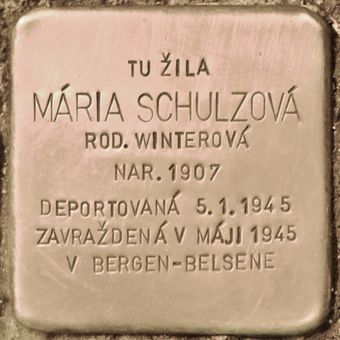 TU ŽILA
MÁRIA SCHULZOVÁ
ROD. WINTEROVÁ
NAR. 1907
DEPORTOVANÁ 5.1.1945
ZAVRAŽDENÁ V MÁJI 1945
V BERGEN-BELSENE